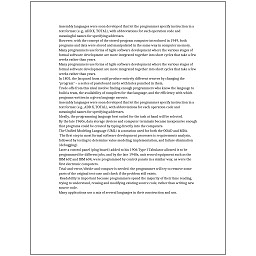 Assembly languages were soon developed that let the programmer specify instruction in a
text format (e.g., ADD X, TOTAL), with abbreviations for each operation code and
meaningful names for specifying addresses.
However, with the concept of the stored-program computer introduced in 1949, both
programs and data were stored and manipulated in the same way in computer memory.
Many programmers use forms of Agile software development where the various stages of
formal software development are more integrated together into short cycles that take a few
weeks rather than years.
Many programmers use forms of Agile software development where the various stages of
formal software development are more integrated together into short cycles that take a few
weeks rather than years.
In 1801, the Jacquard loom could produce entirely different weaves by changing the
"program" – a series of pasteboard cards with holes punched in them.
Trade-offs from this ideal involve finding enough programmers who know the language to
build a team, the availability of compilers for that language, and the efficiency with which
programs written in a given language execute.
Assembly languages were soon developed that let the programmer specify instruction in a
text format (e.g., ADD X, TOTAL), with abbreviations for each operation code and
meaningful names for specifying addresses.
Ideally, the programming language best suited for the task at hand will be selected.
By the late 1960s, data storage devices and computer terminals became inexpensive enough
that programs could be created by typing directly into the computers.
The Unified Modeling Language (UML) is a notation used for both the OOAD and MDA.
The first step in most formal software development processes is requirements analysis,
followed by testing to determine value modeling, implementation, and failure elimination
(debugging).
Later a control panel (plug board) added to his 1906 Type I Tabulator allowed it to be
programmed for different jobs, and by the late 1940s, unit record equipment such as the
IBM 602 and IBM 604, were programmed by control panels in a similar way, as were the
first electronic computers.
Trial-and-error/divide-and-conquer is needed: the programmer will try to remove some
parts of the original test case and check if the problem still exists.
Readability is important because programmers spend the majority of their time reading,
trying to understand, reusing and modifying existing source code, rather than writing new
source code.
Many applications use a mix of several languages in their construction and use.